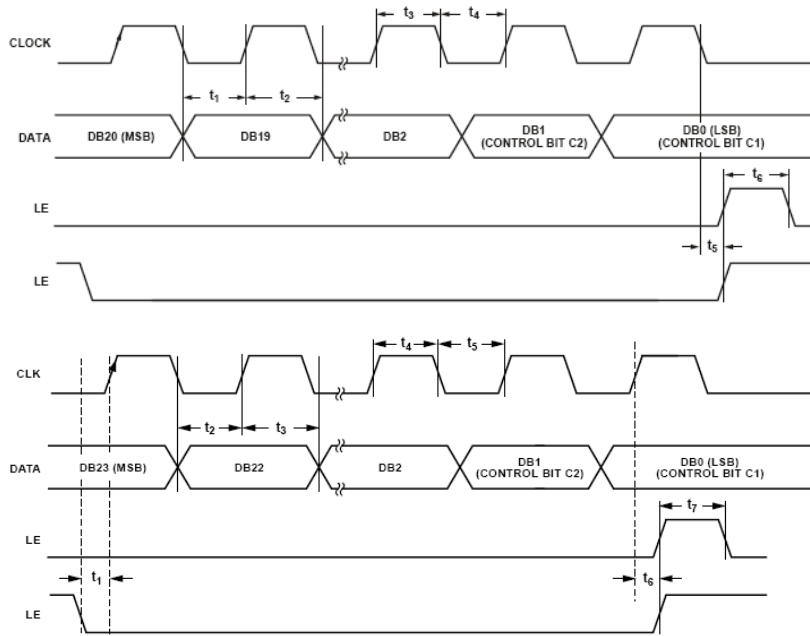 t3 t4
CLOCK
t1 t2
DATA DB20 (MSB) DB19 DB2 DB1 (CONTROL BIT C2) DB0 (LSB) (CONTROL BIT C1)
t6
LE
t5
LE
t4 t5
CLK
t2 t3
DATA DB23 (MSB) DB22 DB2 DB1 (CONTROL BIT C2) DB0 (LSB) (CONTROL BIT C1)
t7
LE
t1 t6
LE